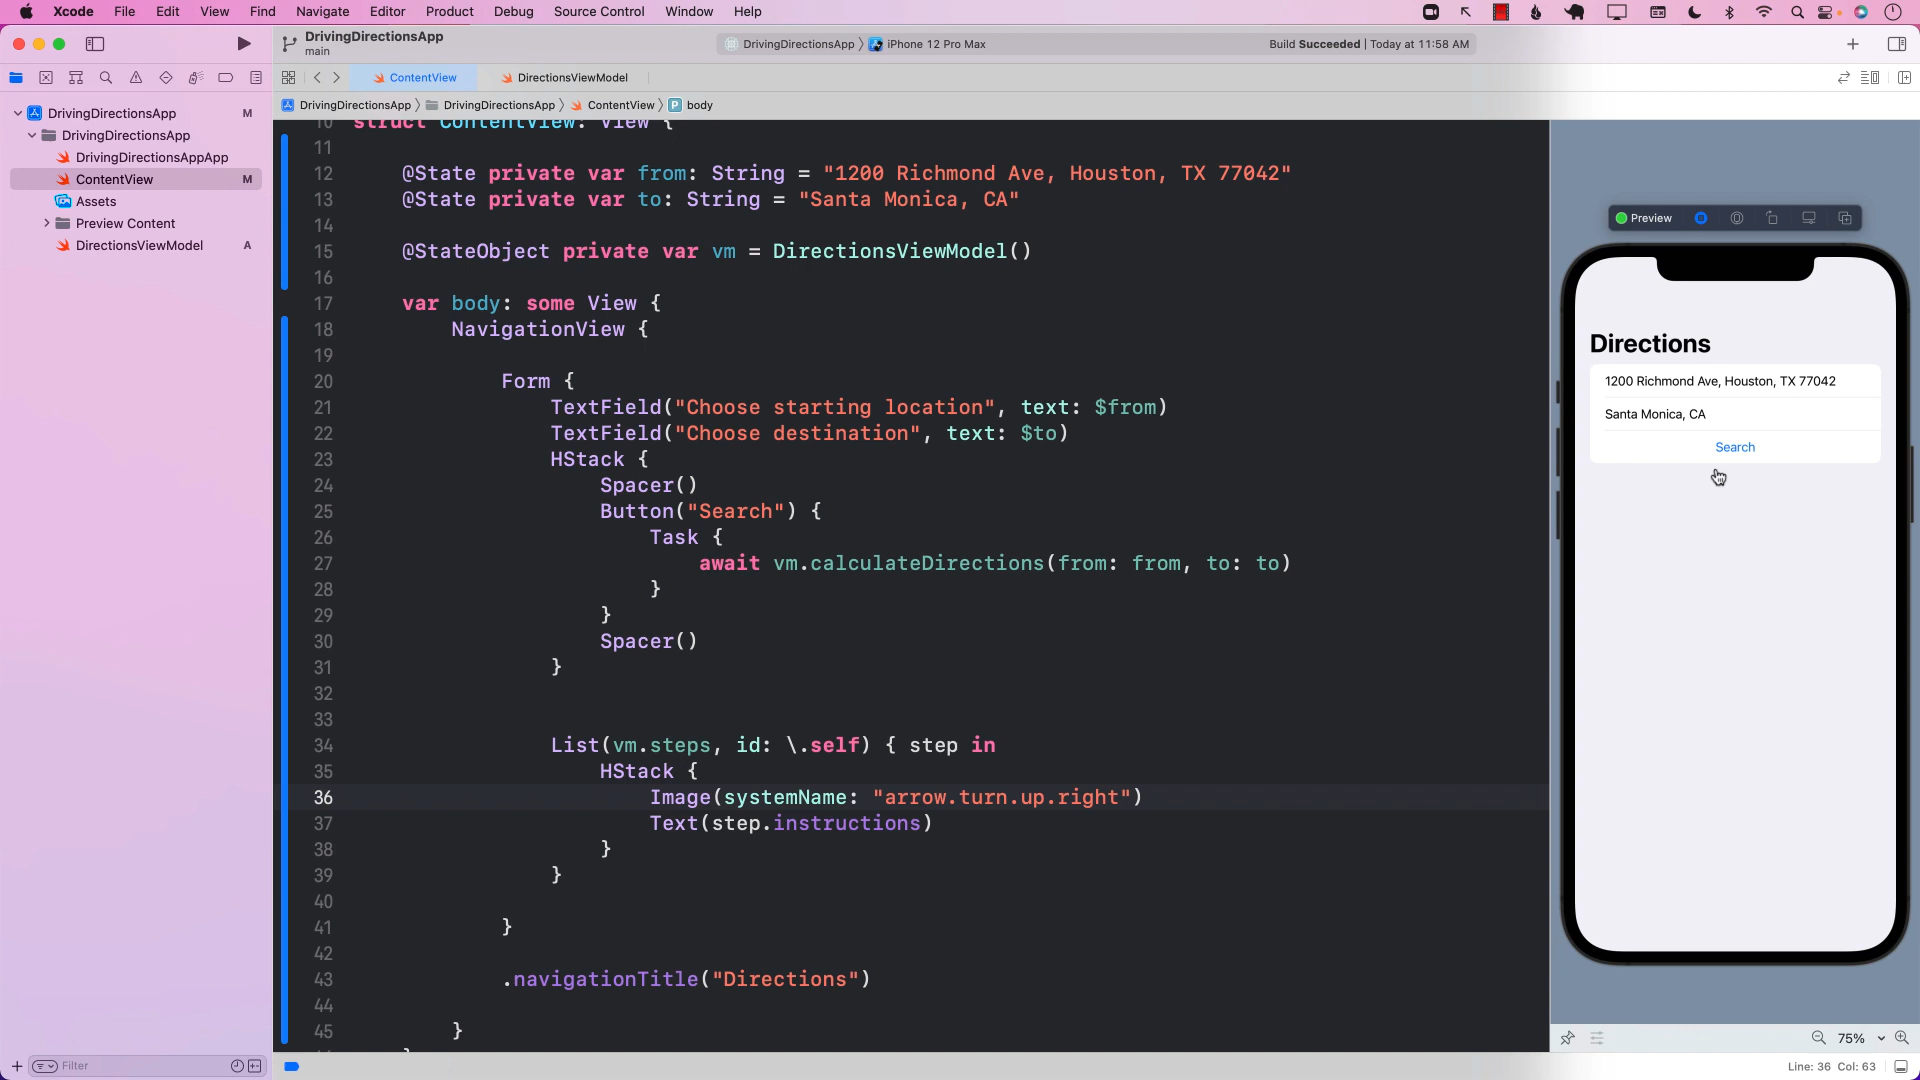 Xcode File Edit View Find Navigate Editor Product Debug Source Control Window Help
DrivingDirectionsApp
main
DrivingDirectionsApp iPhone 12 Pro Max
Build Succeeded | Today at 11:58 AM
ContentView DirectionsViewModel
DrivingDirectionsApp DrivingDirectionsApp ContentView body
DrivingDirectionsApp M
DrivingDirectionsApp
DrivingDirectionsAppApp
ContentView M
Assets
Preview Content
DirectionsViewModel A
Filter
10 struct ContentView: View {
11
12 @State private var from: String = "1200 Richmond Ave, Houston, TX 77042"
13 @State private var to: String = "Santa Monica, CA"
14
15 @StateObject private var vm = DirectionsViewModel()
16
17 var body: some View {
18 NavigationView {
19
20 Form {
21 TextField("Choose starting location", text: $from)
22 TextField("Choose destination", text: $to)
23 HStack {
24 Spacer()
25 Button("Search") {
26 Task {
27 await vm.calculateDirections(from: from, to: to)
28 }
29 }
30 Spacer()
31 }
32
33
34 List(vm.steps, id: \.self) { step in
35 HStack {
36 Image(systemName: "arrow.turn.up.right")
37 Text(step.instructions)
38 }
39 }
40
41 }
42
43 .navigationTitle("Directions")
44
45 }
Preview
Directions
1200 Richmond Ave, Houston, TX 77042
Santa Monica, CA
Search
75%
Line: 36 Col: 63